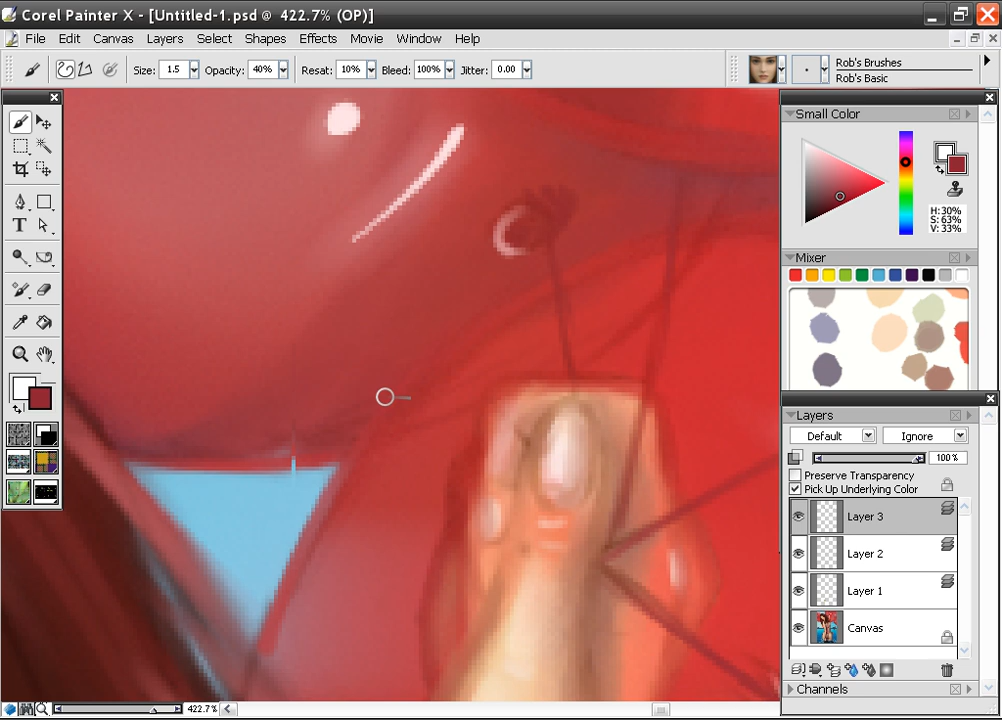 Corel Painter X - [Untitled-1.psd @ 422.7% (OP)]
File Edit Canvas Layers Select Shapes Effects Movie Window Help
Size: 1.5 Opacity: 40% Resat: 10% Bleed: 100% Jitter: 0.00
Rob's Brushes
Rob's Basic
Small Color
H:30%
S:63%
V:33%
Mixer
T
Layers
Default Ignore
100%
Preserve Transparency
Pick Up Underlying Color
Layer 3
Layer 2
Layer 1
Canvas
Channels
422.7%